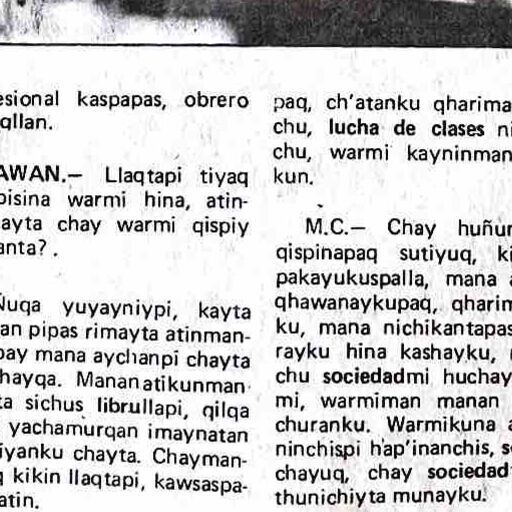 esional kaspapas, obrero
qllan.
AWAN.— Llaqtapi tiyaq
pisina warmi hina, atin-
ayta chay warmi qispiy
anta? .
Ñuqa yuyayniypi, kayta
an pipas rimayta atinman-
pay mana aychanpi chayta
hayqa. Manan atikunman
ta sichus librullapi, qilqa
yachamurqan imaynatan
iyanku chayta. Chayman-
q kikin llaqtapi, kawsaspa-
atin.
paq, ch'atanku qharima
chu, lucha de clases ni
chu, warmi kayninman
kun.
M.C.— Chay huñur
qispinapaq sutiyuq, ki
pakayukuspalla, mana a
qhawanaykupaq, qharim
ku, mana nichikantapas
rayku hina kashayku,
chu sociedadmi huchay
mi, warmiman manan
churanku. Warmikuna a
ninchispi hap'inanchis, s
chayuq, chay sociedad
thunichiyta munayku.